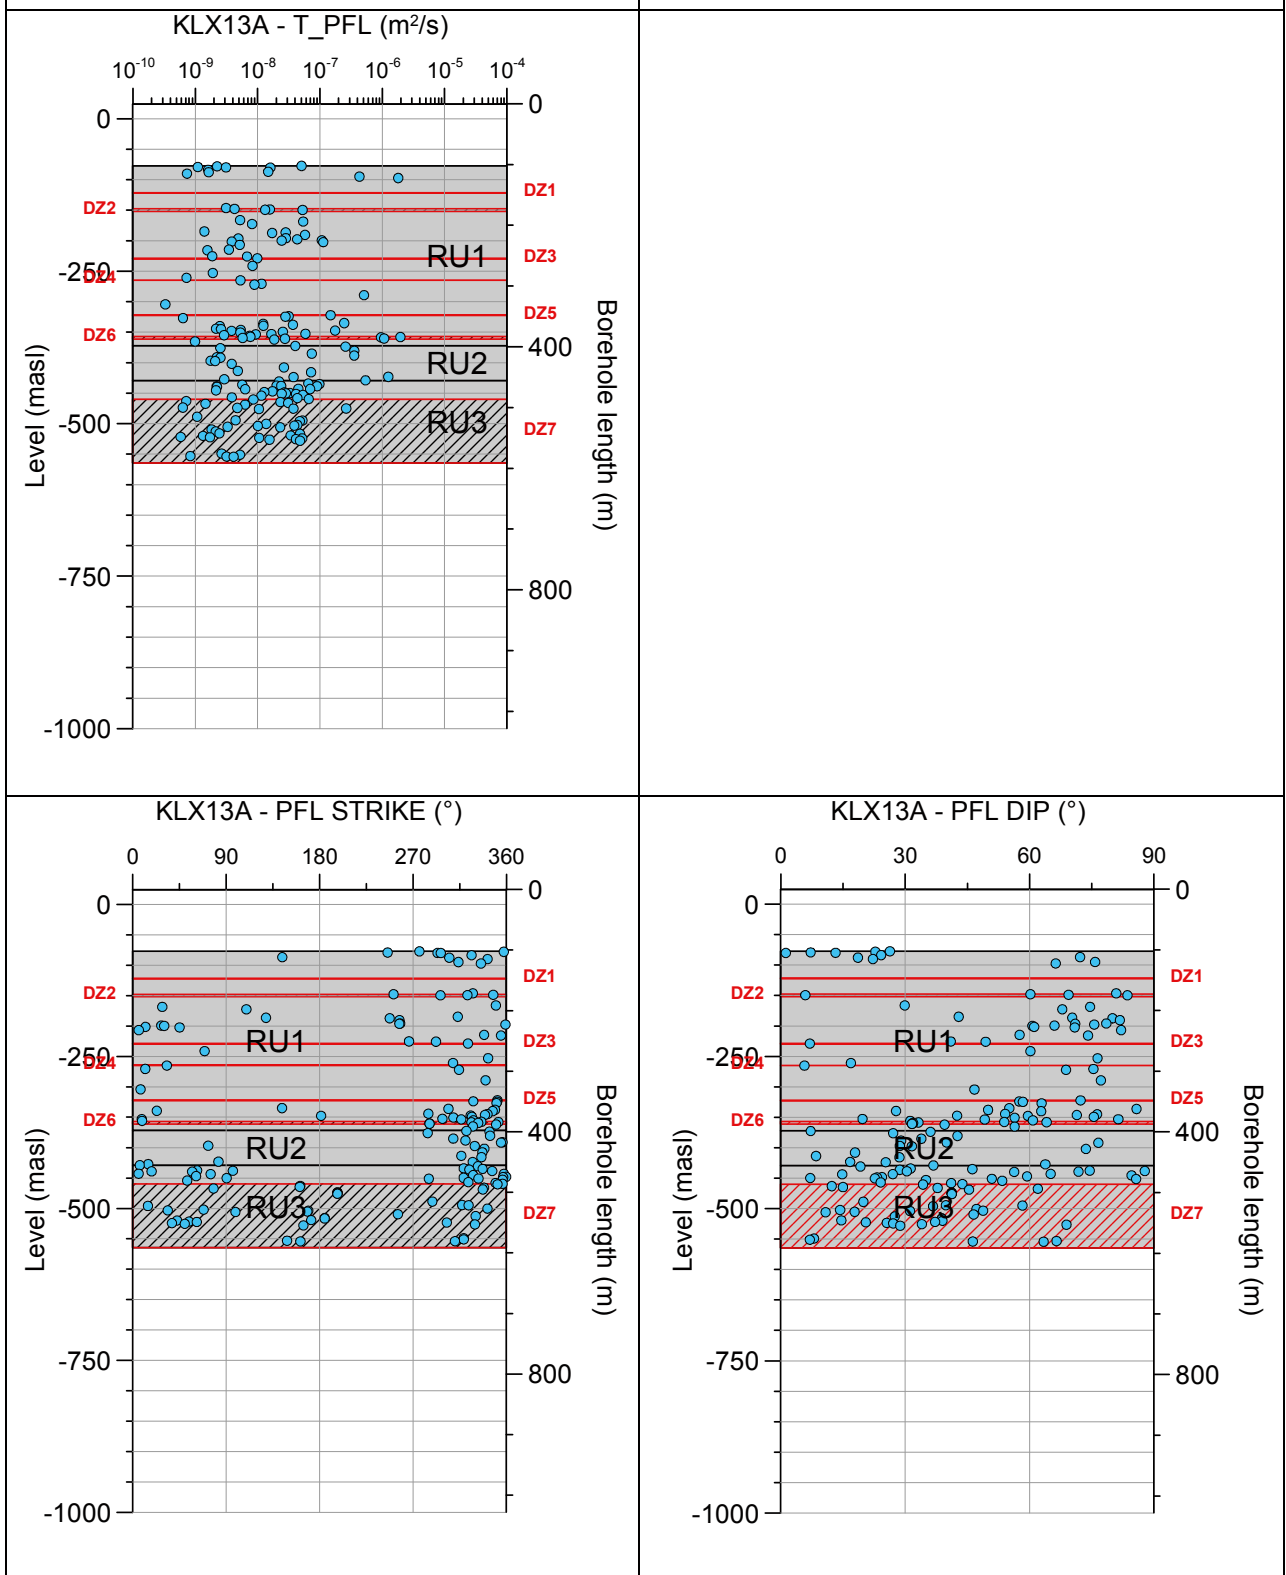 KLX13A - T_PFL (m²/s)
10⁻¹⁰ 10⁻⁹ 10⁻⁸ 10⁻⁷ 10⁻⁶ 10⁻⁵ 10⁻⁴
0
0
DZ1
DZ2
RU1
DZ3
-250
DZ4
DZ5
DZ6
400
RU2
RU3
-500
DZ7
-750
800
-1000
Level (masl)
Borehole length (m)
KLX13A - PFL STRIKE (°)
0 90 180 270 360
0
0
DZ1
DZ2
RU1
DZ3
-250
DZ4
DZ5
DZ6
400
RU2
RU3
-500
DZ7
-750
800
-1000
Level (masl)
Borehole length (m)
KLX13A - PFL DIP (°)
0 30 60 90
0
0
DZ1
DZ2
RU1
DZ3
-250
DZ4
DZ5
DZ6
400
RU2
RU3
-500
DZ7
-750
800
-1000
Level (masl)
Borehole length (m)